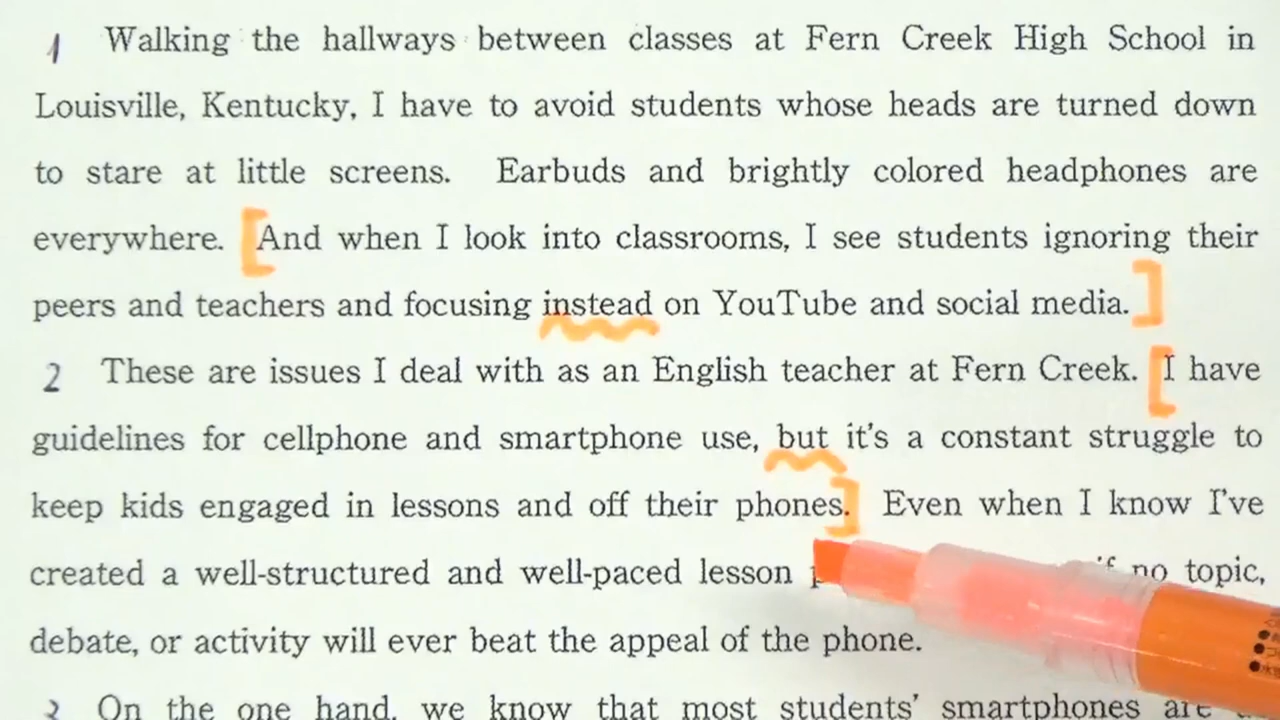 1 Walking the hallways between classes at Fern Creek High School in
Louisville, Kentucky, I have to avoid students whose heads are turned down
to stare at little screens. Earbuds and brightly colored headphones are
everywhere. [And when I look into classrooms, I see students ignoring their
peers and teachers and focusing instead on YouTube and social media.]
2 These are issues I deal with as an English teacher at Fern Creek. [I have
guidelines for cellphone and smartphone use, but it's a constant struggle to
keep kids engaged in lessons and off their phones.] Even when I know I've
created a well-structured and well-paced lesson no topic,
debate, or activity will ever beat the appeal of the phone.
3 On the one hand, we know that most students' smartphones are